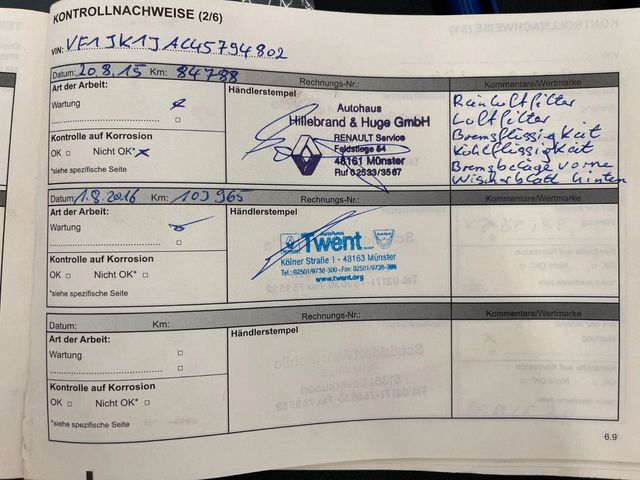 KONTROLLNACHWEISE (2/6)
VIN: VF1JK1JAC45794802
Datum: 20.8.15 Km: 84788 Rechnungs-Nr.: Kommentare/Wertmarke
Art der Arbeit:
Wartung
Kontrolle auf Korrosion
OK Nicht OK*
*siehe spezifische Seite
Händlerstempel
Autohaus
Hillebrand & Huge GmbH
RENAULT Service
Feldstiege 64
48161 Münster
Ruf 02533/3567
Reinluftfilter
Luftfilter
Bremsflüssigkeit
Kühlflüssigkeit
Bremsbeläge vorne
Wischerblatt hinten
Datum: 1.8.2016 Km: 103965 Rechnungs-Nr.: Kommentare/Wertmarke
Art der Arbeit:
Wartung
Kontrolle auf Korrosion
OK Nicht OK*
*siehe spezifische Seite
Händlerstempel
Autohaus
Twent
Kölner Straße 1 · 48163 Münster
Tel.: 02501/9738-300 · Fax: 02501/9738-399
www.twent.org
Datum: Km: Rechnungs-Nr.: Kommentare/Wertmarke
Art der Arbeit:
Wartung
Kontrolle auf Korrosion
OK Nicht OK*
*siehe spezifische Seite
Händlerstempel
6.9